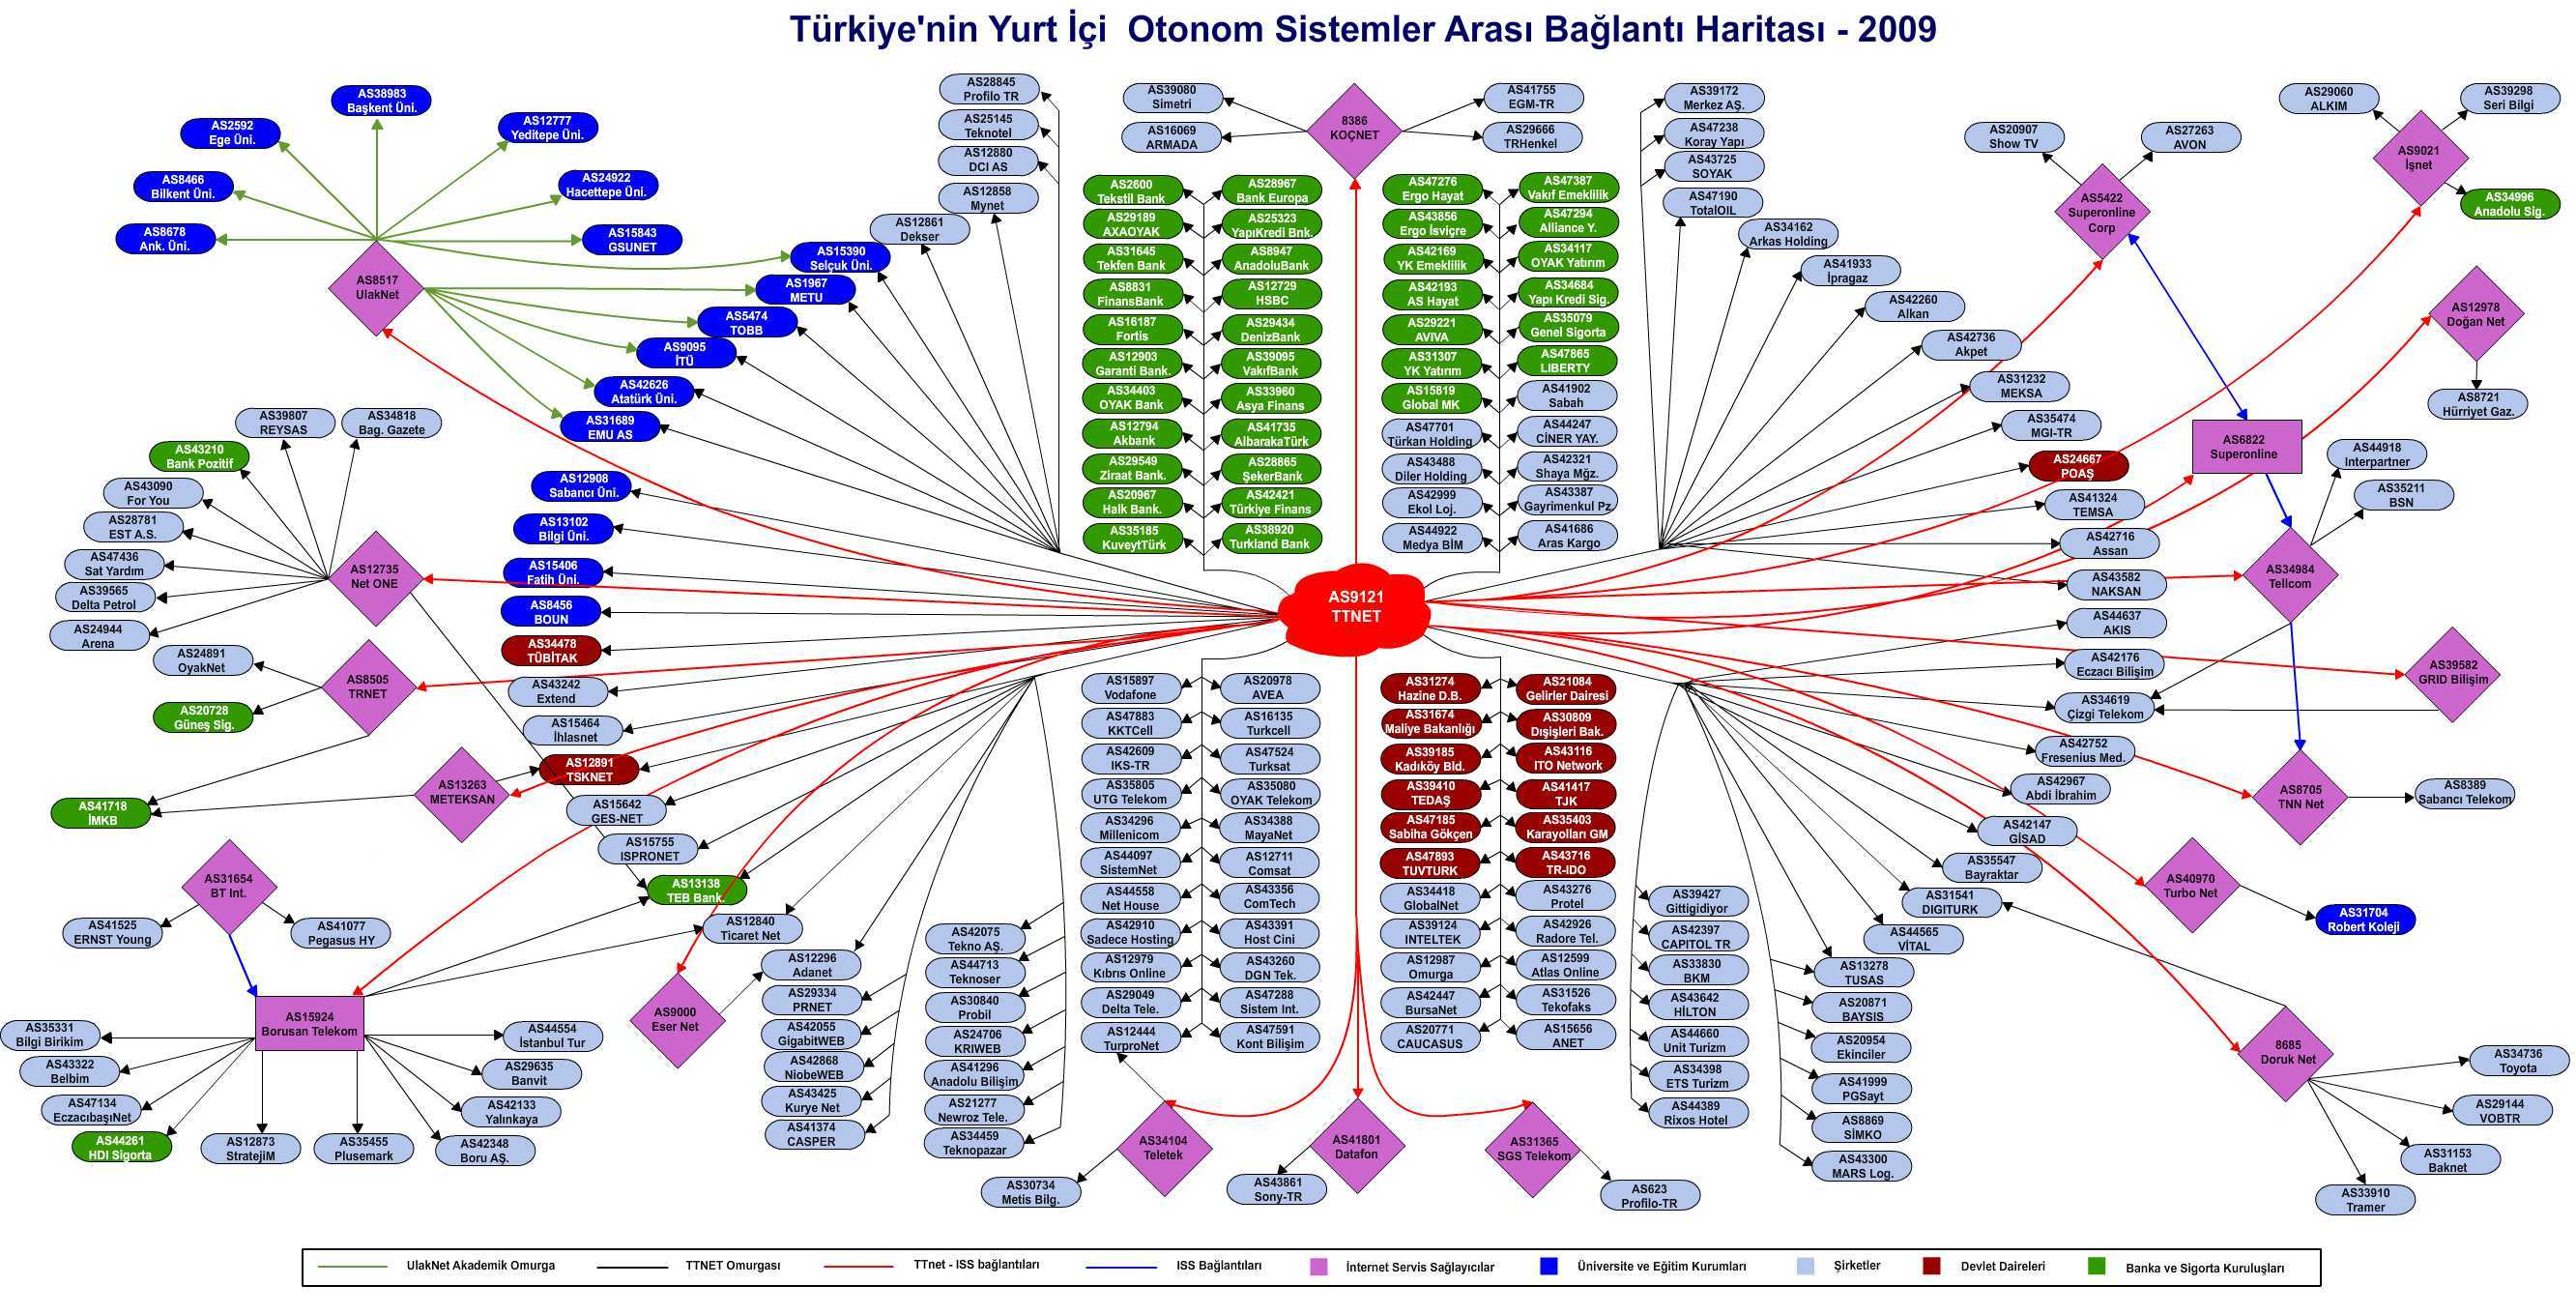 Türkiye'nin Yurt İçi  Otonom Sistemler Arası Bağlantı Haritası - 2009
AS38983
Başkent Üni.
AS2592
Ege Üni.
AS12777
Yeditepe Üni.
AS8466
Bilkent Üni.
AS24922
Hacettepe Üni.
AS8678
Ank. Üni.
AS15843
GSUNET
AS8517
UlakNet
AS15390
Selçuk Üni.
AS1967
METU
AS5474
TOBB
AS9095
İTÜ
AS42626
Atatürk Üni.
AS31689
EMU AS
AS28845
Profilo TR
AS25145
Teknotel
AS12880
DCI AS
AS12858
Mynet
AS12861
Dekser
AS39080
Simetri
AS16069
ARMADA
8386
KOÇNET
AS41755
EGM-TR
AS29666
TRHenkel
AS2600
Tekstil Bank
AS28967
Bank Europa
AS29189
AXAOYAK
AS25323
YapıKredi Bnk.
AS31645
Tekfen Bank
AS8947
AnadoluBank
AS8831
FinansBank
AS12729
HSBC
AS16187
Fortis
AS29434
DenizBank
AS12903
Garanti Bank.
AS39095
VakıfBank
AS34403
OYAK Bank
AS33960
Asya Finans
AS12794
Akbank
AS41735
AlbarakaTürk
AS29549
Ziraat Bank.
AS28865
ŞekerBank
AS20967
Halk Bank.
AS42421
Türkiye Finans
AS35185
KuveytTürk
AS38920
Turkland Bank
AS47276
Ergo Hayat
AS47387
Vakıf Emeklilik
AS43856
Ergo İsviçre
AS47294
Alliance Y.
AS42169
YK Emeklilik
AS34117
OYAK Yatırım
AS42193
AS Hayat
AS34684
Yapı Kredi Sig.
AS29221
AVIVA
AS35079
Genel Sigorta
AS31307
YK Yatırım
AS47865
LIBERTY
AS15819
Global MK
AS41902
Sabah
AS47701
Türkan Holding
AS44247
CİNER YAY.
AS43488
Diler Holding
AS42321
Shaya Mğz.
AS42999
Ekol Loj.
AS43387
Gayrimenkul Pz
AS44922
Medya BİM
AS41686
Aras Kargo
AS39172
Merkez AŞ.
AS47238
Koray Yapı
AS43725
SOYAK
AS47190
TotalOIL
AS34162
Arkas Holding
AS41933
İpragaz
AS42260
Alkan
AS42736
Akpet
AS31232
MEKSA
AS35474
MGI-TR
AS24667
POAŞ
AS41324
TEMSA
AS42716
Assan
AS43582
NAKSAN
AS20907
Show TV
AS27263
AVON
AS5422
Superonline
Corp
AS29060
ALKIM
AS39298
Seri Bilgi
AS9021
İşnet
AS34996
Anadolu Sig.
AS12978
Doğan Net
AS8721
Hürriyet Gaz.
AS6822
Superonline
AS44918
Interpartner
AS35211
BSN
AS34984
Tellcom
AS39582
GRID Bilişim
AS8705
TNN Net
AS8389
Sabancı Telekom
AS39807
REYSAS
AS34818
Bag. Gazete
AS43210
Bank Pozitif
AS43090
For You
AS28781
EST A.S.
AS47436
Sat Yardım
AS39565
Delta Petrol
AS24944
Arena
AS12735
Net ONE
AS12908
Sabancı Üni.
AS13102
Bilgi Üni.
AS15406
Fatih Üni.
AS8456
BOUN
AS34478
TÜBİTAK
AS43242
Extend
AS15464
İhlasnet
AS12891
TSKNET
AS15642
GES-NET
AS15755
ISPRONET
AS13138
TEB Bank.
AS12840
Ticaret Net
AS24891
OyakNet
AS8505
TRNET
AS20728
Güneş Sig.
AS13263
METEKSAN
AS41718
İMKB
AS9121
TTNET
AS31654
BT Int.
AS41525
ERNST Young
AS41077
Pegasus HY
AS15924
Borusan Telekom
AS35331
Bilgi Birikim
AS43322
Belbim
AS47134
EczacıbaşıNet
AS44261
HDI Sigorta
AS12873
StratejiM
AS35455
Plusemark
AS42348
Boru AŞ.
AS42133
Yalınkaya
AS29635
Banvit
AS44554
İstanbul Tur
AS9000
Eser Net
AS12296
Adanet
AS29334
PRNET
AS42055
GigabitWEB
AS42868
NiobeWEB
AS43425
Kurye Net
AS41374
CASPER
AS42075
Tekno AŞ.
AS44713
Teknoser
AS30840
Probil
AS24706
KRIWEB
AS41296
Anadolu Bilişim
AS21277
Newroz Tele.
AS34459
Teknopazar
AS15897
Vodafone
AS20978
AVEA
AS47883
KKTCell
AS16135
Turkcell
AS42609
IKS-TR
AS47524
Turksat
AS35805
UTG Telekom
AS35080
OYAK Telekom
AS34296
Millenicom
AS34388
MayaNet
AS44097
SistemNet
AS12711
Comsat
AS44558
Net House
AS43356
ComTech
AS42910
Sadece Hosting
AS43391
Host Cini
AS12979
Kıbrıs Online
AS43260
DGN Tek.
AS29049
Delta Tele.
AS47288
Sistem Int.
AS12444
TurproNet
AS47591
Kont Bilişim
AS31274
Hazine D.B.
AS21084
Gelirler Dairesi
AS31674
Maliye Bakanlığı
AS30809
Dışişleri Bak.
AS39185
Kadıköy Bld.
AS43116
ITO Network
AS39410
TEDAŞ
AS41417
TJK
AS47185
Sabiha Gökçen
AS35403
Karayolları GM
AS47893
TUVTURK
AS43716
TR-IDO
AS34418
GlobalNet
AS43276
Protel
AS39124
INTELTEK
AS42926
Radore Tel.
AS12987
Omurga
AS12599
Atlas Online
AS42447
BursaNet
AS31526
Tekofaks
AS20771
CAUCASUS
AS15656
ANET
AS34104
Teletek
AS30734
Metis Bilg.
AS41801
Datafon
AS43861
Sony-TR
AS31365
SGS Telekom
AS623
Profilo-TR
AS39427
Gittigidiyor
AS42397
CAPITOL TR
AS33830
BKM
AS43642
HİLTON
AS44660
Unit Turizm
AS34398
ETS Turizm
AS44389
Rixos Hotel
AS13278
TUSAS
AS20871
BAYSIS
AS20954
Ekinciler
AS41999
PGSayt
AS8869
SİMKO
AS43300
MARS Log.
AS44637
AKIS
AS42176
Eczacı Bilişim
AS34619
Çizgi Telekom
AS42752
Fresenius Med.
AS42967
Abdi İbrahim
AS42147
GİSAD
AS35547
Bayraktar
AS31541
DIGITURK
AS44565
VİTAL
AS40970
Turbo Net
AS31704
Robert Koleji
8685
Doruk Net
AS34736
Toyota
AS29144
VOBTR
AS31153
Baknet
AS33910
Tramer
UlakNet Akademik Omurga
TTNET Omurgası
TTnet - ISS bağlantıları
ISS Bağlantıları
İnternet Servis Sağlayıcılar
Üniversite ve Eğitim Kurumları
Şirketler
Devlet Daireleri
Banka ve Sigorta Kuruluşları